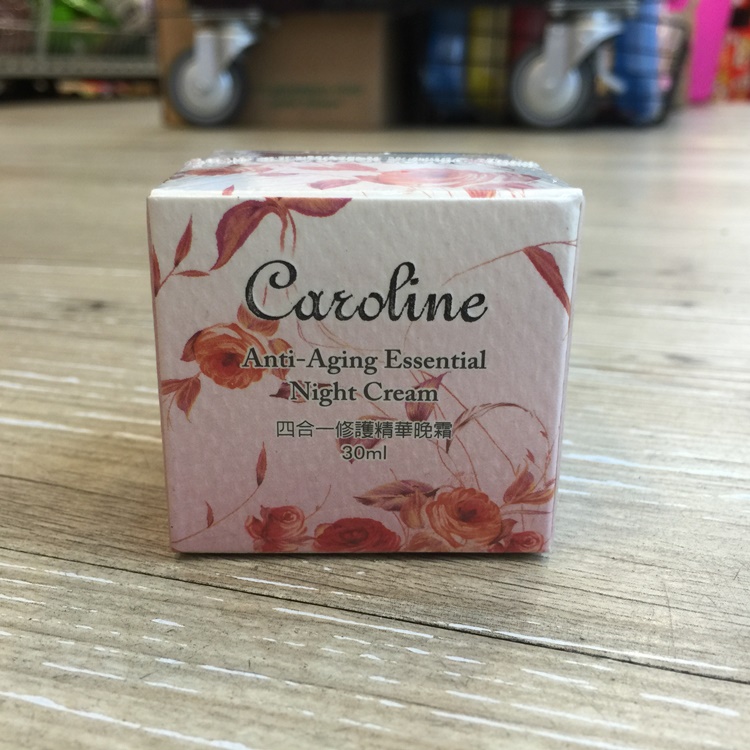 Caroline
Anti-Aging Essential
Night Cream
四合一修護精華晚霜
30ml